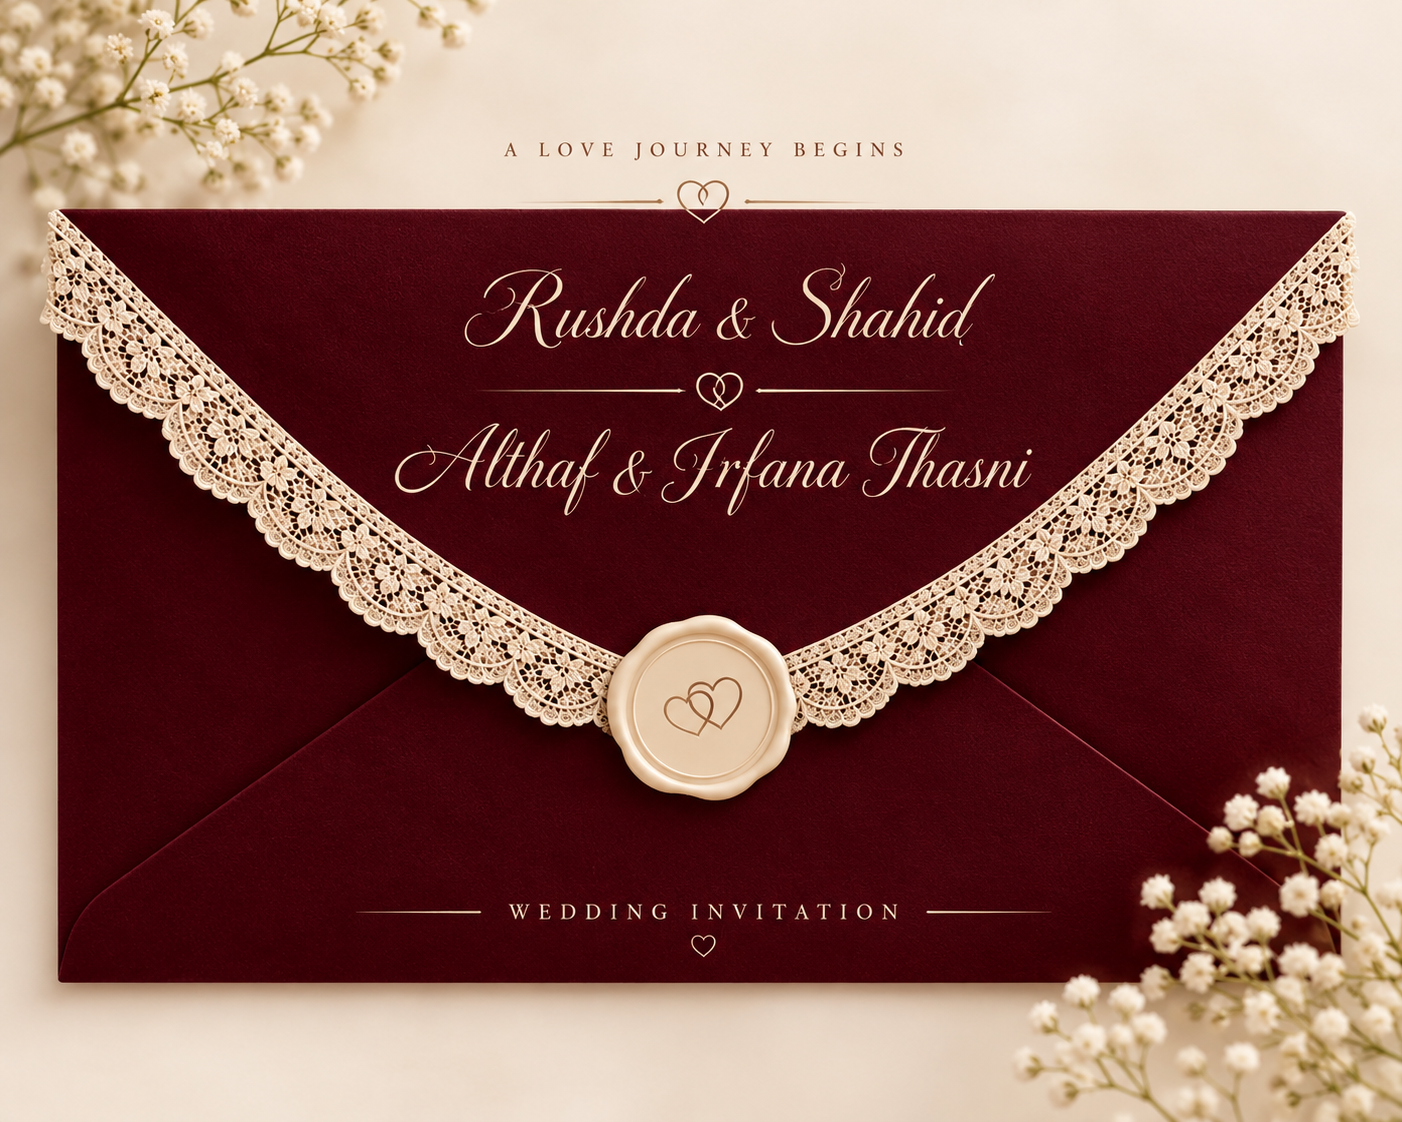 A LOVE JOURNEY BEGINS
Rushda & Shahid
Althaf & Irfana Thasni
WEDDING INVITATION